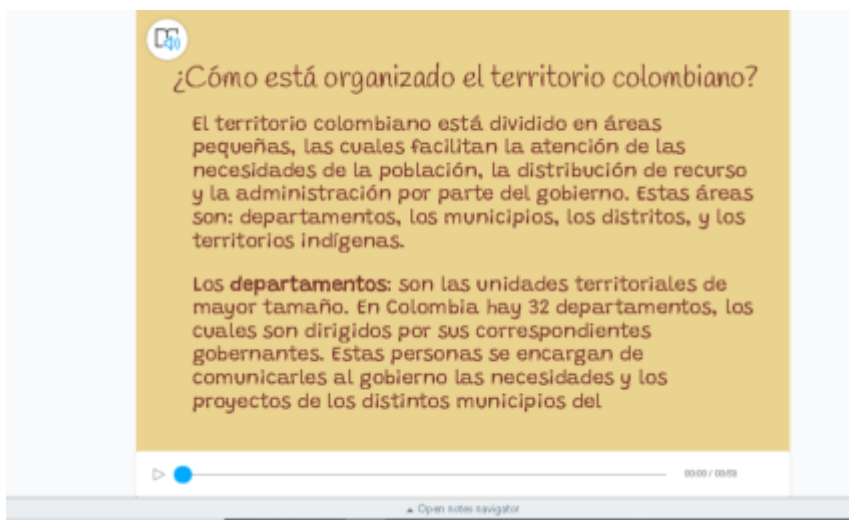 ¿Cómo está organizado el territorio colombiano?
El territorio colombiano está dividido en áreas
pequeñas, las cuales facilitan la atención de las
necesidades de la población, la distribución de recurso
y la administración por parte del gobierno. Estas áreas
son: departamentos, los municipios, los distritos, y los
territorios indígenas.
Los departamentos: son las unidades territoriales de
mayor tamaño. En Colombia hay 32 departamentos, los
cuales son dirigidos por sus correspondientes
gobernantes. Estas personas se encargan de
comunicarles al gobierno las necesidades y los
proyectos de los distintos municipios del
00:00 / 00:53
Open notes navigator